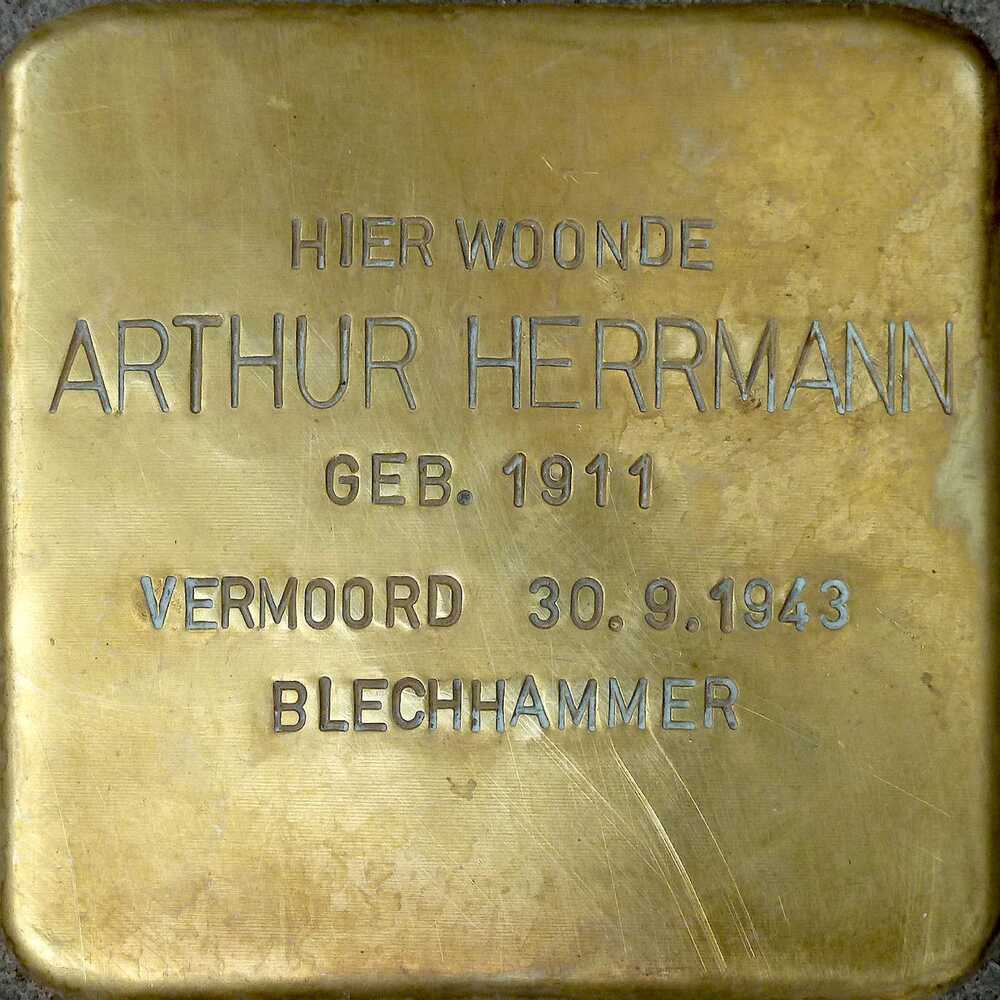 HIER WOONDE
ARTHUR HERRMANN
GEB. 1911
VERMOORD 30.9.1943
BLECHHAMMER